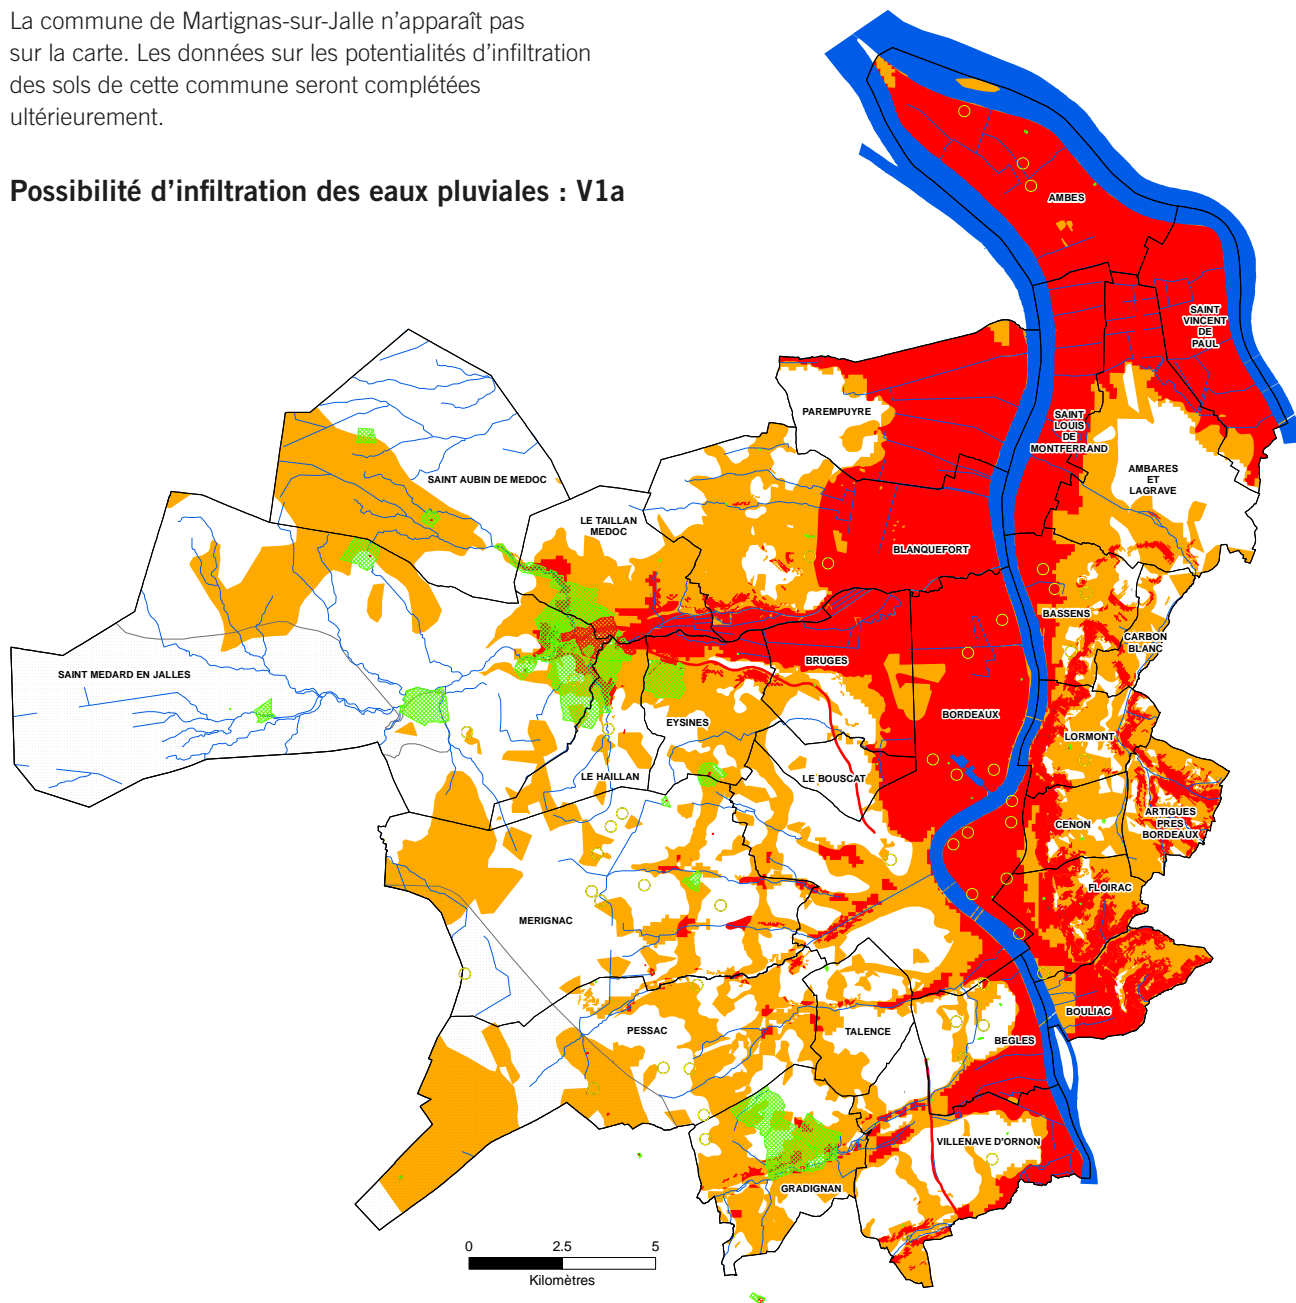 La commune de Martignas-sur-Jalle n’apparaît pas
sur la carte. Les données sur les potentialités d’infiltration
des sols de cette commune seront complétées
ultérieurement.
Possibilité d’infiltration des eaux pluviales : V1a
AMBES
SAINT
VINCENT
DE
PAUL
PAREMPUYRE
SAINT
LOUIS
DE
MONTFERRAND
AMBARES
ET
LAGRAVE
SAINT AUBIN DE MEDOC
LE TAILLAN
MEDOC
BLANQUEFORT
BASSENS
CARBON
BLANC
SAINT MEDARD EN JALLES
BRUGES
EYSINES
BORDEAUX
LORMONT
LE HAILLAN
LE BOUSCAT
CENON
ARTIGUES
PRES
BORDEAUX
FLOIRAC
MERIGNAC
PESSAC
TALENCE
BEGLES
BOULIAC
VILLENAVE D'ORNON
GRADIGNAN
0 2.5 5
Kilomètres